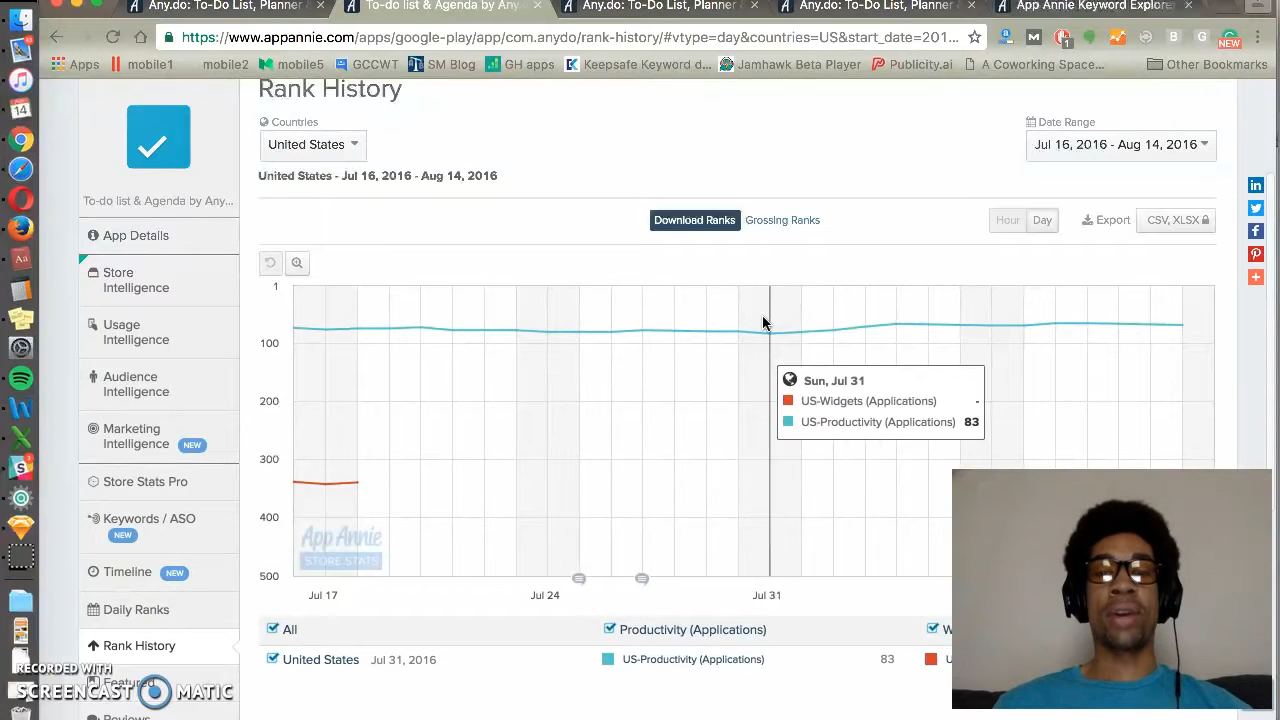 Any.do: To-Do List, Planner
To-do list & Agenda by Any.
Any.do: To-Do List, Planner
Any.do: To-Do List, Planner
App Annie Keyword Explorer
https://www.appannie.com/apps/google-play/app/com.anydo/rank-history/#vtype=day&countries=US&start_date=201...
Apps
mobile1
mobile2
mobile5
GCCWT
SM Blog
GH apps
Keepsafe Keyword d...
Jamhawk Beta Player
Publicity.ai
A Coworking Space...
Other Bookmarks
NEW
Rank History
Countries
Date Range
United States
Jul 16, 2016 - Aug 14, 2016
United States - Jul 16, 2016 - Aug 14, 2016
To-do list & Agenda by Any...
App Details
Store
Intelligence
Usage
Intelligence
Audience
Intelligence
Marketing
Intelligence NEW
Store Stats Pro
Keywords / ASO
NEW
Timeline NEW
Daily Ranks
Rank History
Featured
Reviews
Download Ranks
Grossing Ranks
Hour
Day
Export
CSV, XLSX
1
100
200
300
400
500
Sun, Jul 31
US-Widgets (Applications) -
US-Productivity (Applications) 83
App Annie
STORE STATS
Jul 17
Jul 24
Jul 31
All
Productivity (Applications)
W
United States Jul 31, 2016
US-Productivity (Applications) 83
U
RECORDED WITH
SCREENCAST MATIC
14
Aa